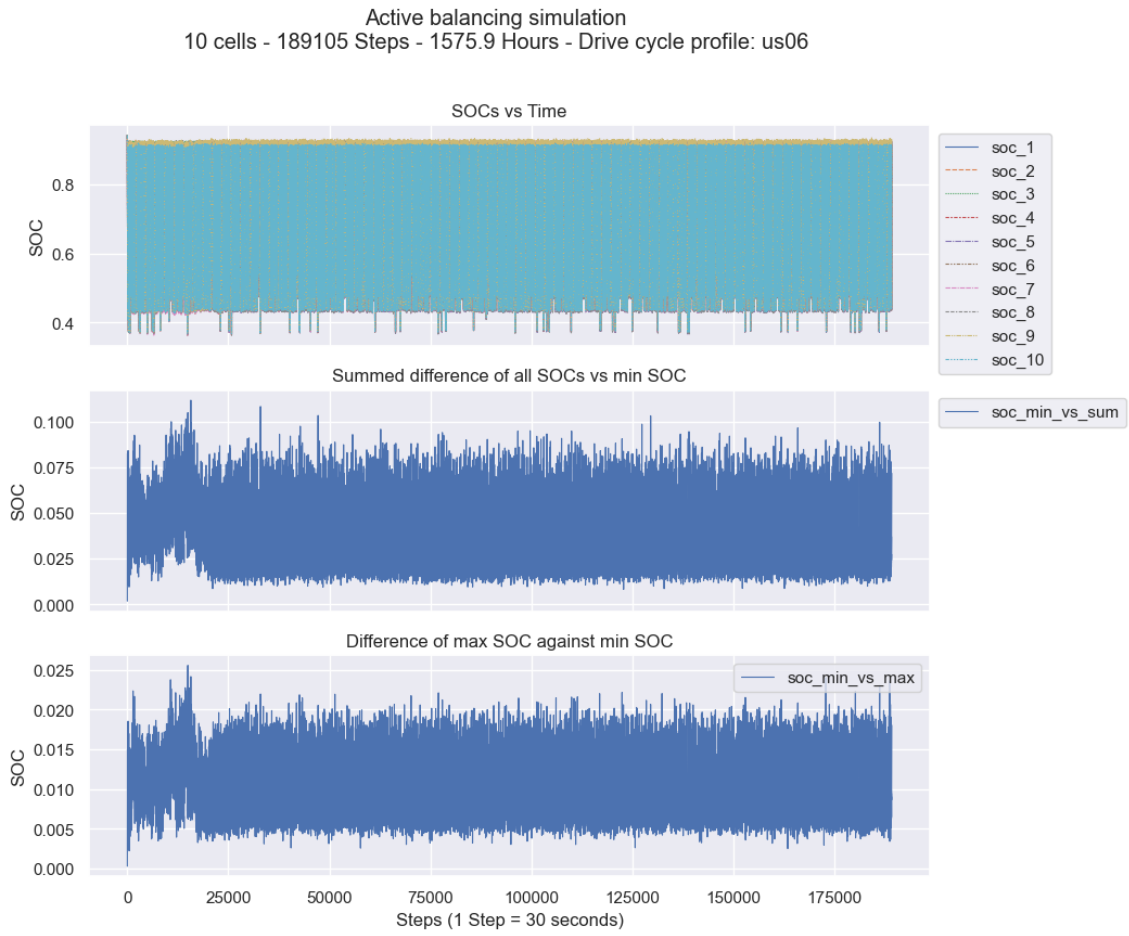 Active balancing simulation
10 cells - 189105 Steps - 1575.9 Hours - Drive cycle profile: us06
SOCs vs Time
SOC
0.8
0.6
0.4
soc_1
soc_2
soc_3
soc_4
soc_5
soc_6
soc_7
soc_8
soc_9
soc_10
Summed difference of all SOCs vs min SOC
SOC
0.100
0.075
0.050
0.025
0.000
soc_min_vs_sum
Difference of max SOC against min SOC
SOC
0.025
0.020
0.015
0.010
0.005
0.000
soc_min_vs_max
0 25000 50000 75000 100000 125000 150000 175000
Steps (1 Step = 30 seconds)